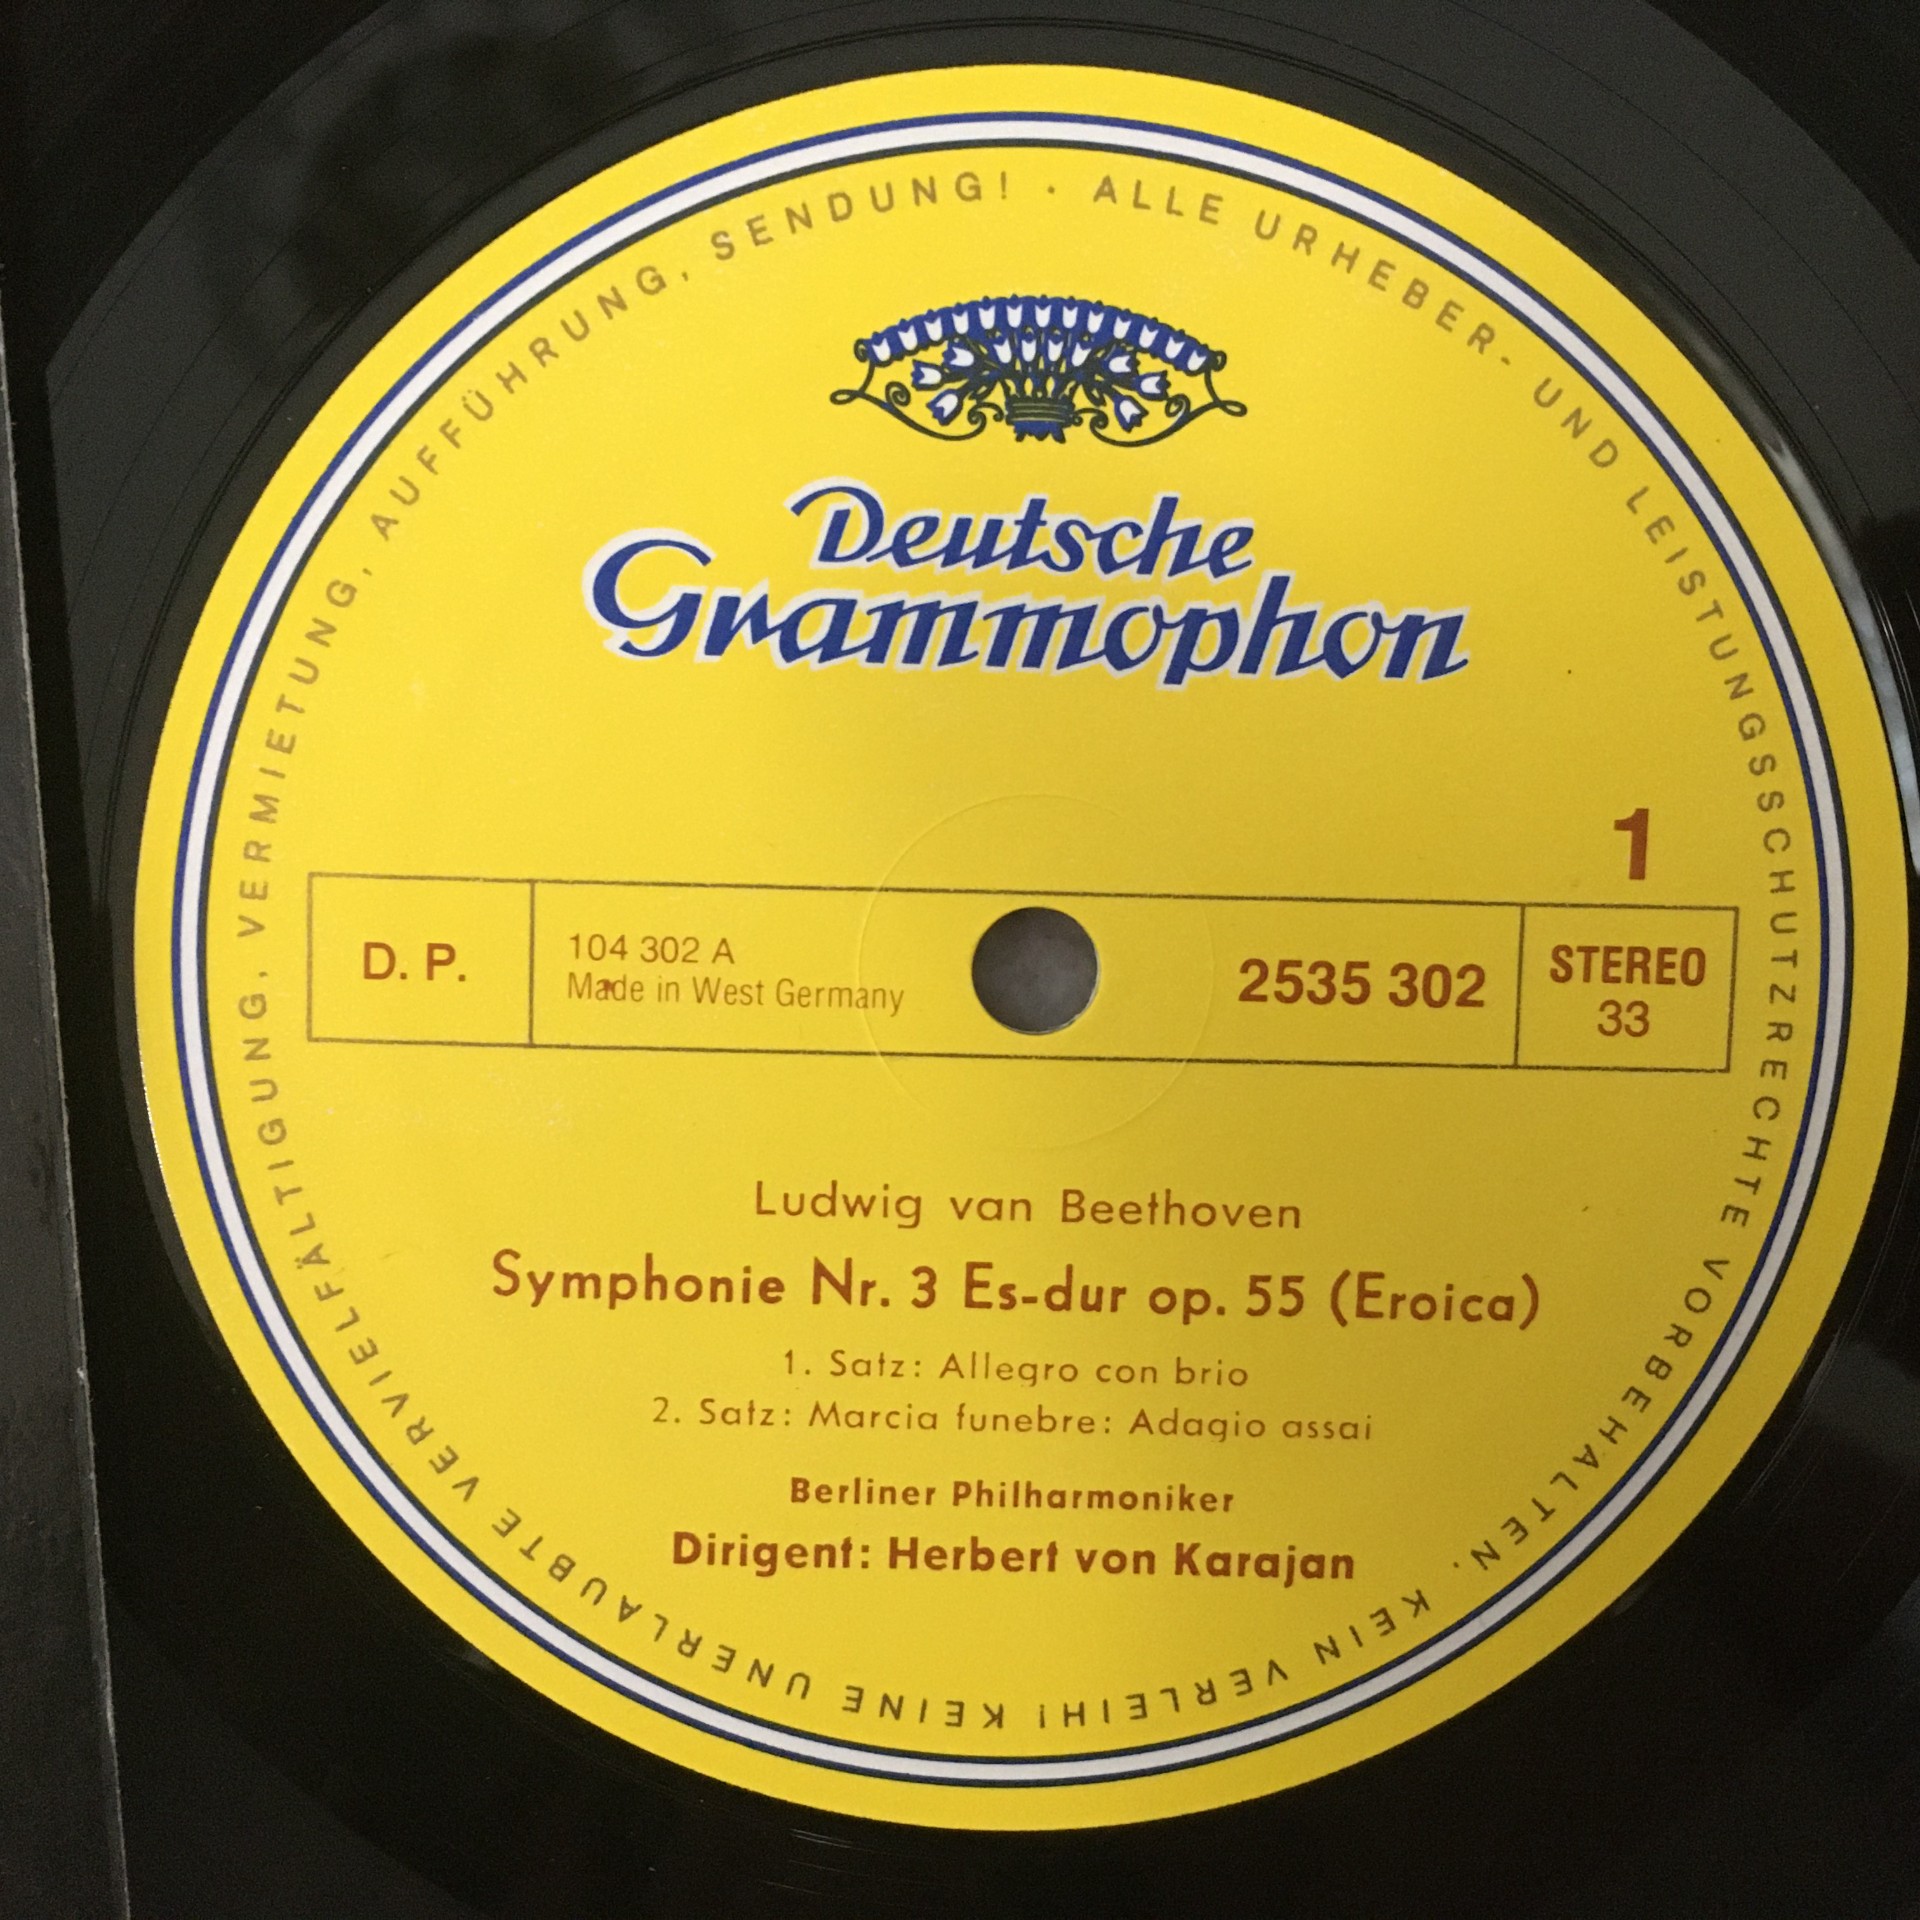 ALLE URHEBER- UND LEISTUNGSSCHUTZRECHTE VORBEHALTEN. KEIN VERLEIH! KEINE UNERLAUBTE VERVIELFÄLTIGUNG, VERMIETUNG, AUFFÜHRUNG, SENDUNG! ·
Deutsche
Grammophon
1
D. P.
104 302 A
Made in West Germany
2535 302
STEREO
33
Ludwig van Beethoven
Symphonie Nr. 3 Es-dur op. 55 (Eroica)
1. Satz: Allegro con brio
2. Satz: Marcia funebre: Adagio assai
Berliner Philharmoniker
Dirigent: Herbert von Karajan